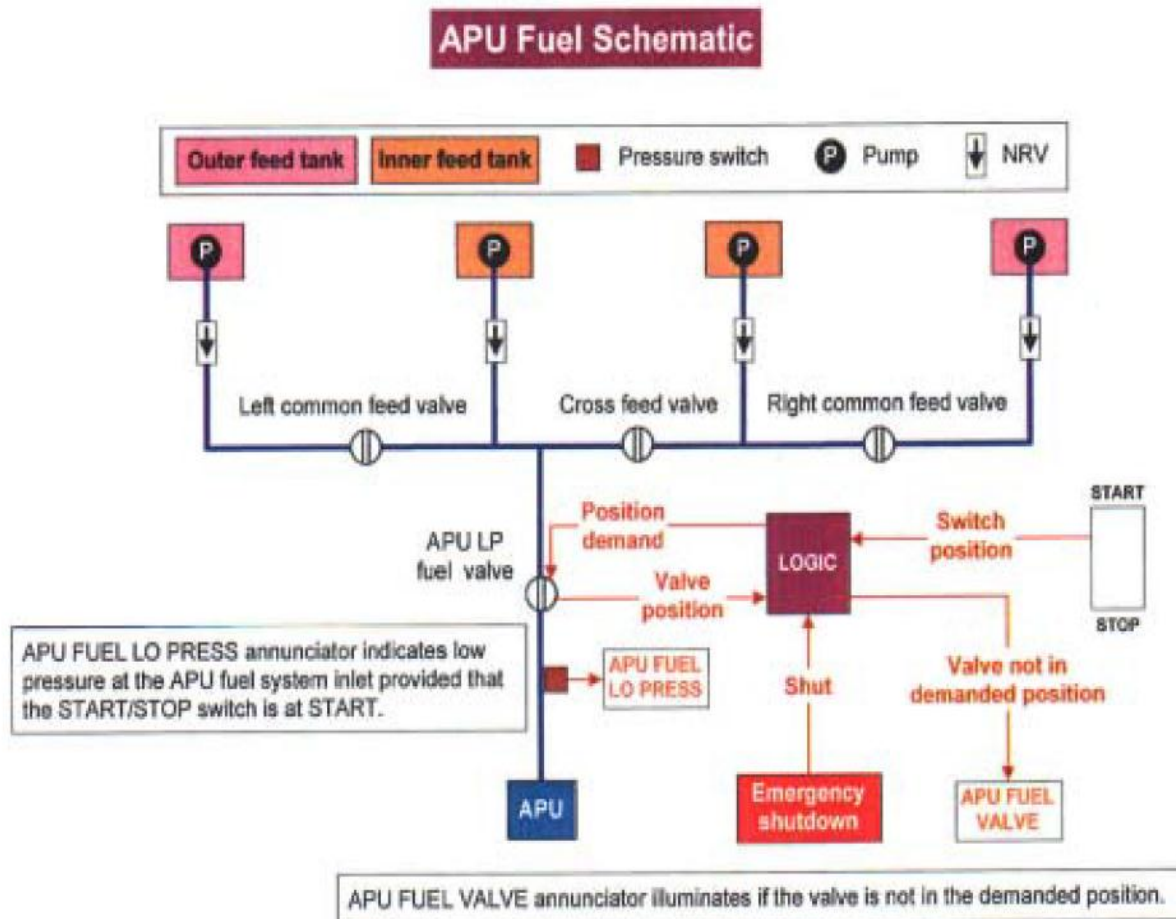 APU Fuel Schematic
Outer feed tank
Inner feed tank
Pressure switch
P
Pump
NRV
P
P
P
P
Left common feed valve
Cross feed valve
Right common feed valve
START
STOP
Switch
position
Position
demand
LOGIC
APU LP
fuel valve
Valve
position
APU FUEL LO PRESS annunciator indicates low
pressure at the APU fuel system inlet provided that
the START/STOP switch is at START.
APU FUEL
LO PRESS
Shut
Valve not in
demanded position
APU
Emergency
shutdown
APU FUEL
VALVE
APU FUEL VALVE annunciator illuminates if the valve is not in the demanded position.